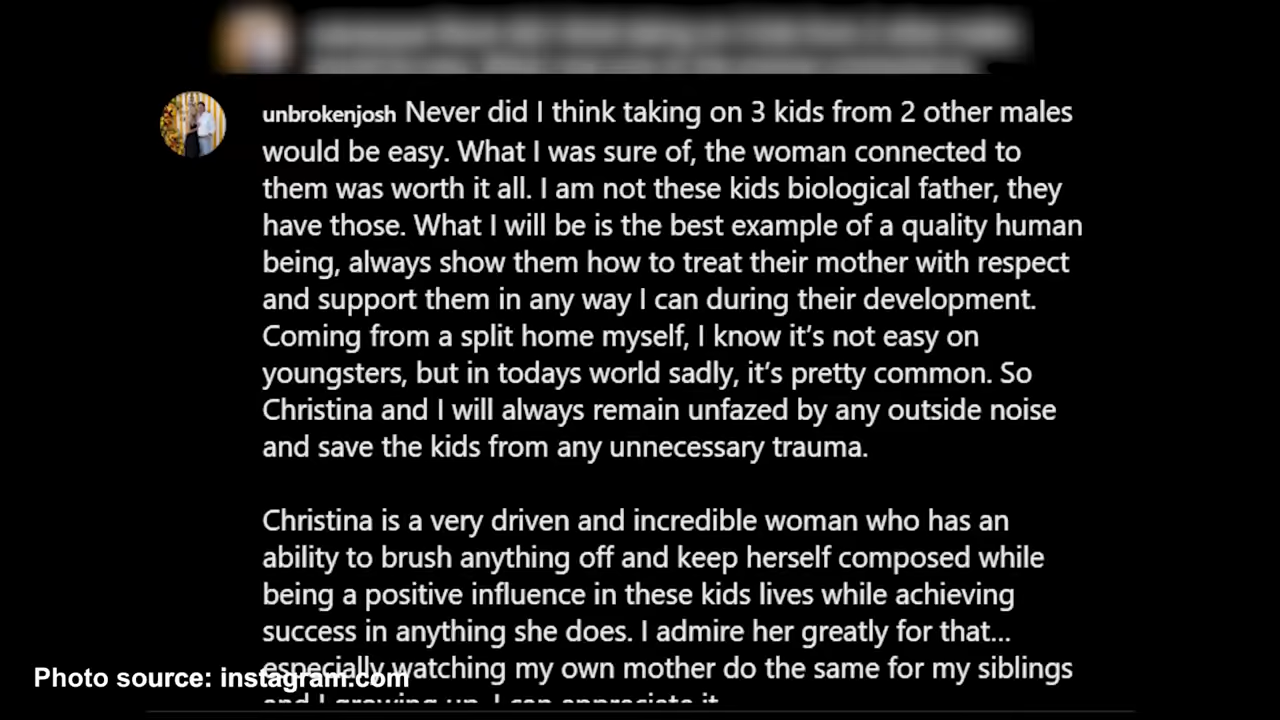 unbrokenjosh Never did I think taking on 3 kids from 2 other males
would be easy. What I was sure of, the woman connected to
them was worth it all. I am not these kids biological father, they
have those. What I will be is the best example of a quality human
being, always show them how to treat their mother with respect
and support them in any way I can during their development.
Coming from a split home myself, I know it’s not easy on
youngsters, but in todays world sadly, it’s pretty common. So
Christina and I will always remain unfazed by any outside noise
and save the kids from any unnecessary trauma.
Christina is a very driven and incredible woman who has an
ability to brush anything off and keep herself composed while
being a positive influence in these kids lives while achieving
success in anything she does. I admire her greatly for that...
especially watching my own mother do the same for my siblings
Photo source: instagram.com
and I growing up, I can appreciate it